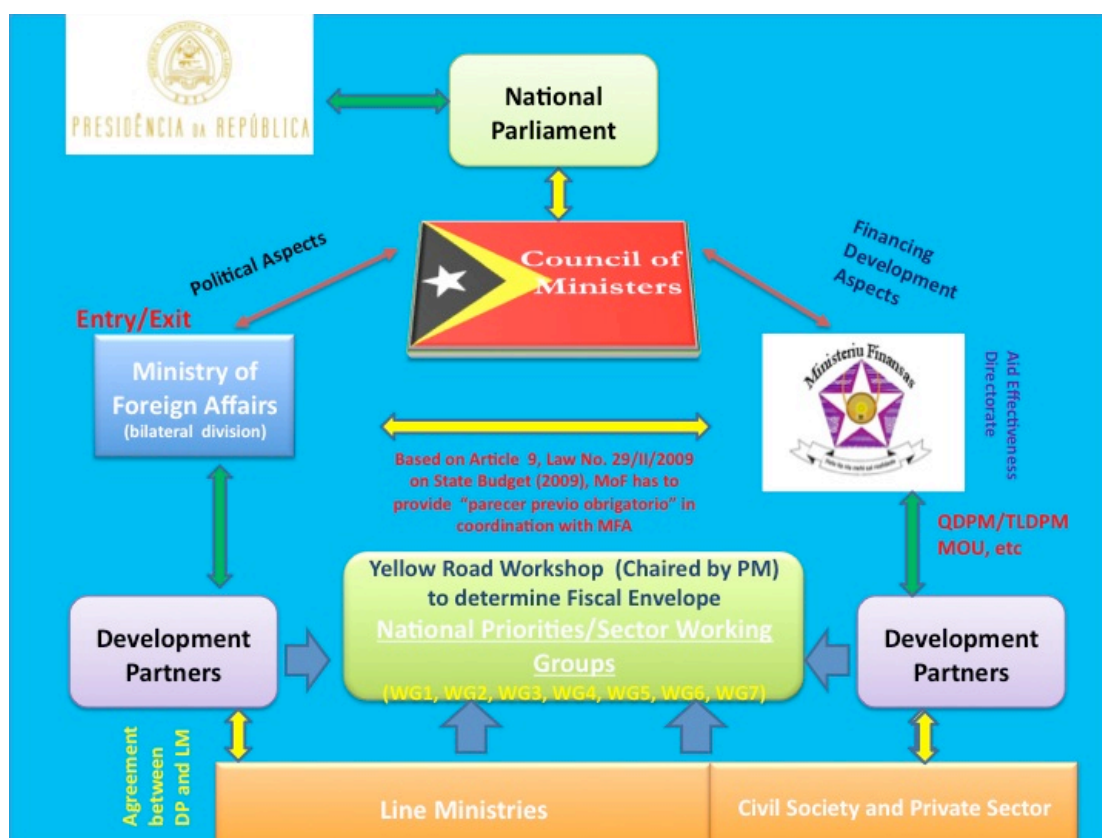 PRESIDÊNCIA DA REPÚBLICA
National
Parliament
Council of
Ministers
Political Aspects
Financing
Development
Aspects
Entry/Exit
Ministry of
Foreign Affairs
(bilateral division)
Ministeriu Finansas
Aid Effectiveness
Directorate
Based on Article 9, Law No. 29/II/2009
on State Budget (2009), MoF has to
provide “parecer previo obrigatorio” in
coordination with MFA
QDPM/TLDPM
MOU, etc
Yellow Road Workshop (Chaired by PM)
to determine Fiscal Envelope
National Priorities/Sector Working
Groups
(WG1, WG2, WG3, WG4, WG5, WG6, WG7)
Development
Partners
Development
Partners
Agreement
between
DP and LM
Line Ministries
Civil Society and Private Sector